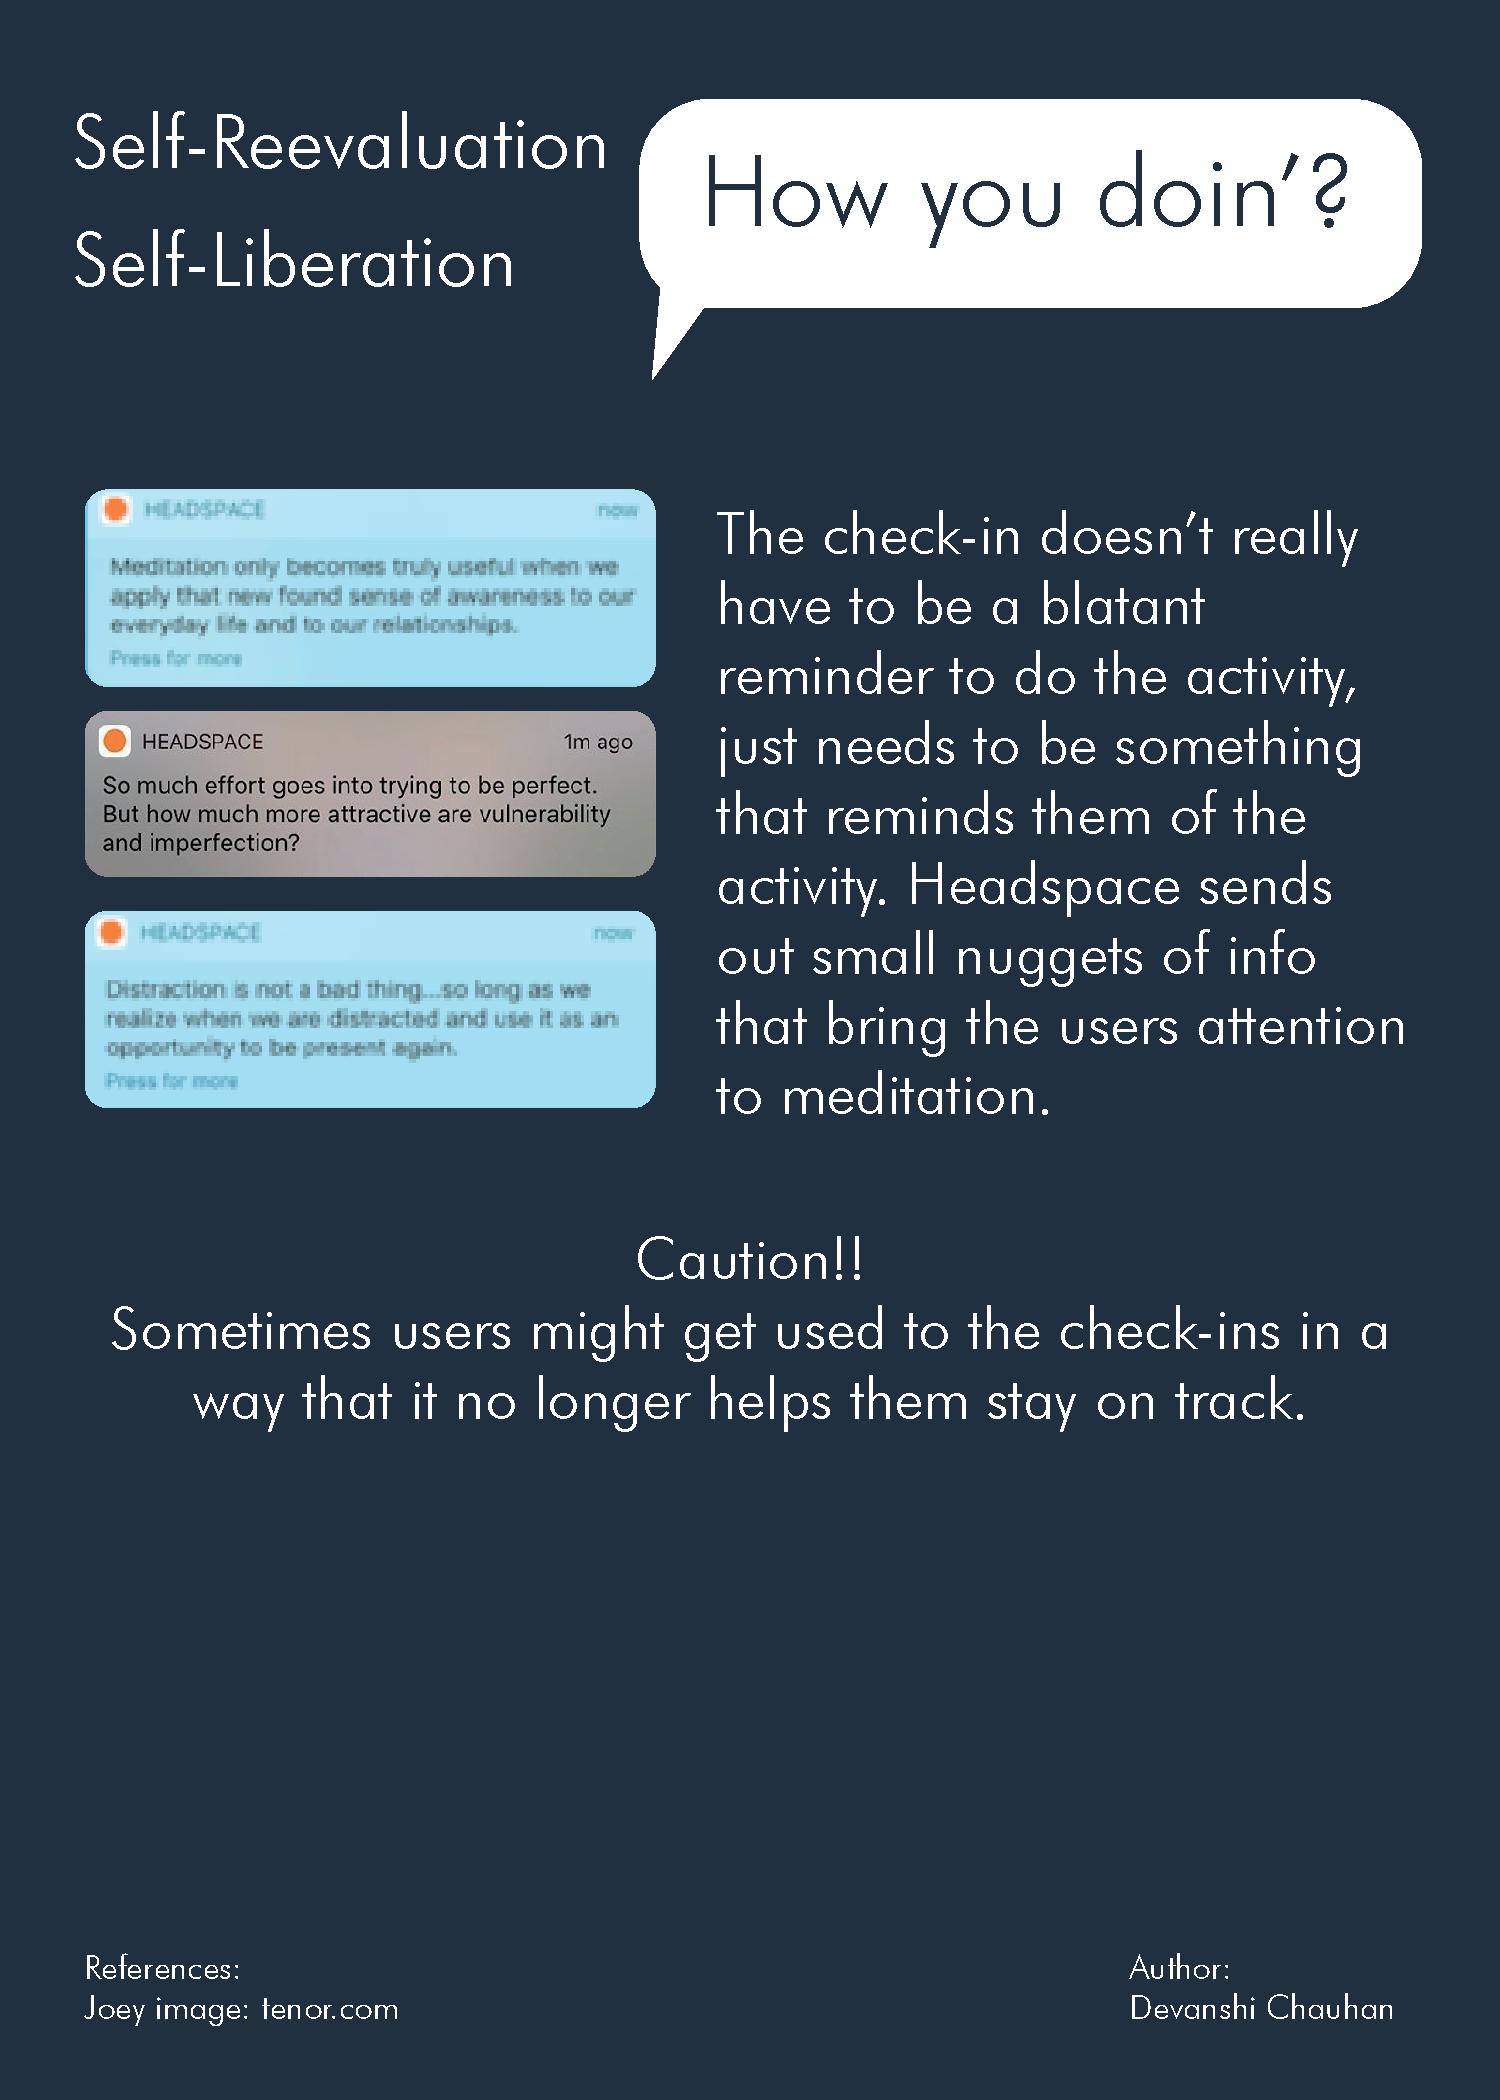 Self-Reevaluation
Self-Liberation
How you doin’?
HEADSPACE now
Meditation only becomes truly useful when we
apply that new found sense of awareness to our
everyday life and to our relationships.
Press for more
HEADSPACE 1m ago
So much effort goes into trying to be perfect.
But how much more attractive are vulnerability
and imperfection?
HEADSPACE now
Distraction is not a bad thing...so long as we
realize when we are distracted and use it as an
opportunity to be present again.
Press for more
The check-in doesn’t really
have to be a blatant
reminder to do the activity,
just needs to be something
that reminds them of the
activity. Headspace sends
out small nuggets of info
that bring the users attention
to meditation.
Caution!!
Sometimes users might get used to the check-ins in a
way that it no longer helps them stay on track.
References:
Joey image: tenor.com
Author:
Devanshi Chauhan